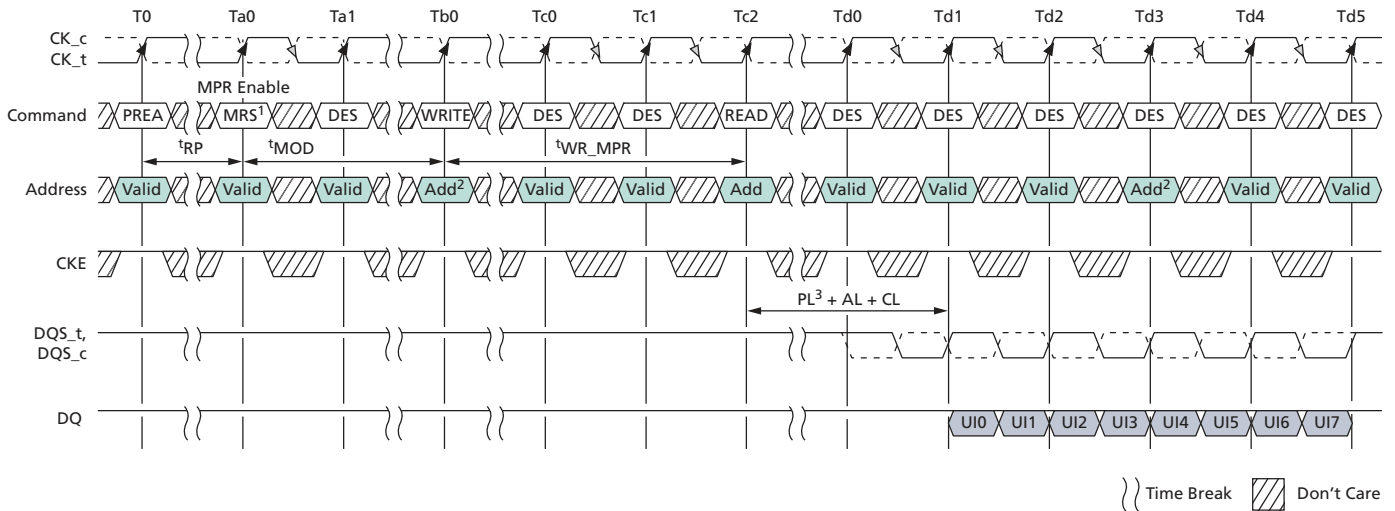 T0 Ta0 Ta1 Tb0 Tc0 Tc1 Tc2 Td0 Td1 Td2 Td3 Td4 Td5
CK_c
CK_t
MPR Enable
Command PREA MRS¹ DES WRITE DES DES READ DES DES DES DES DES DES
tRP tMOD tWR_MPR
Address Valid Valid Valid Add² Valid Valid Add Valid Valid Valid Add² Valid Valid
CKE
PL³ + AL + CL
DQS_t,
DQS_c
DQ UI0 UI1 UI2 UI3 UI4 UI5 UI6 UI7
Time Break Don't Care